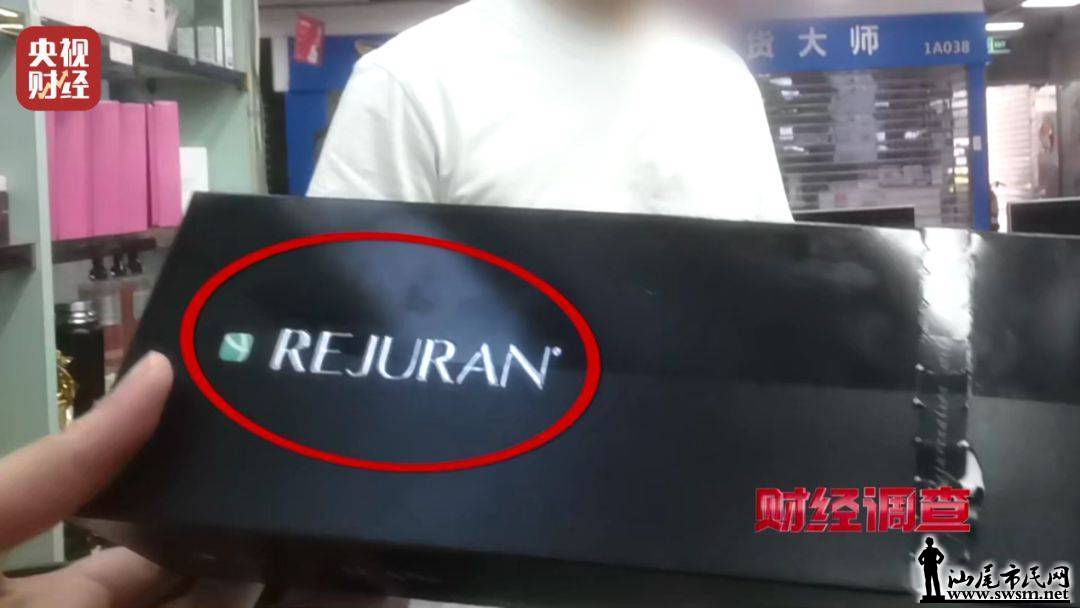 央视
财经
货大师
1A038
REJURAN
财经调查
汕尾市民网
www.swsm.net